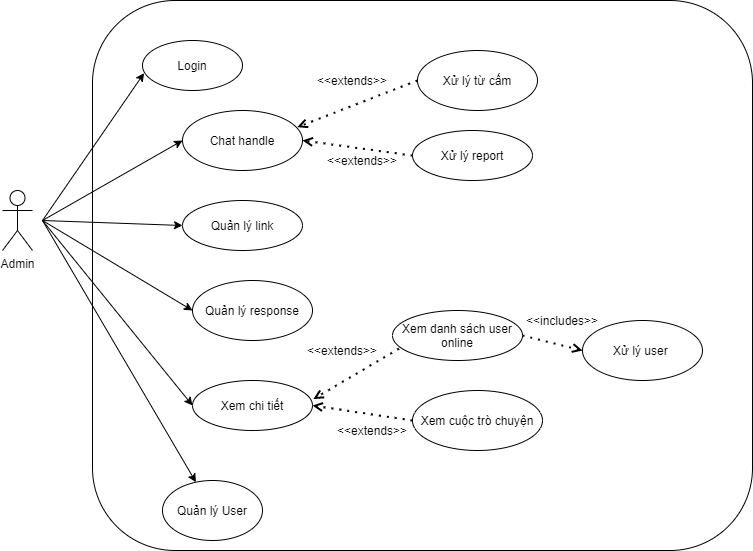 Login
<<extends>>
Xử lý từ cấm
Chat handle
<<extends>>
Xử lý report
Admin
Quản lý link
Quản lý response
Xem danh sách user
online
<<includes>>
Xử lý user
<<extends>>
Xem chi tiết
Xem cuộc trò chuyện
<<extends>>
Quản lý User